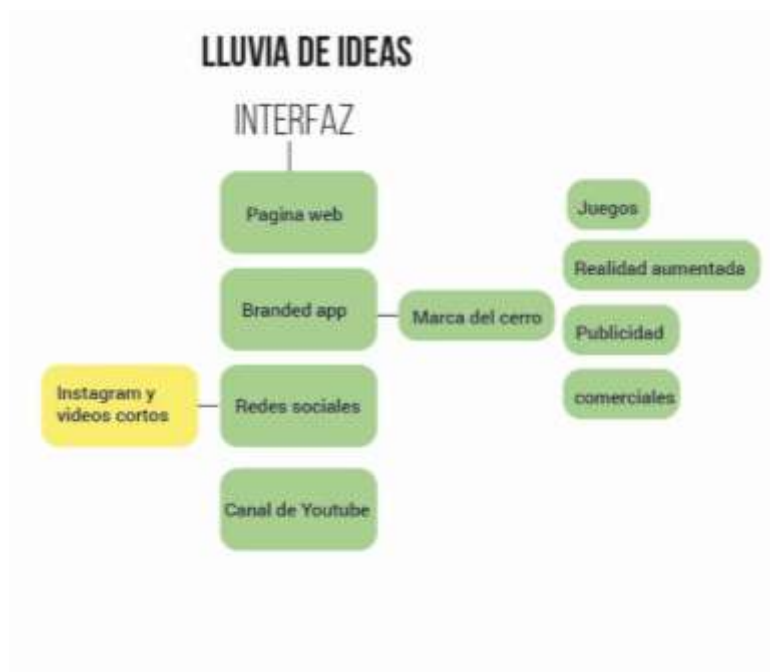 LLUVIA DE IDEAS
INTERFAZ
Pagina web
Branded app
Marca del cerro
Juegos
Realidad aumentada
Publicidad
comerciales
Instagram y
videos cortos
Redes sociales
Canal de Youtube